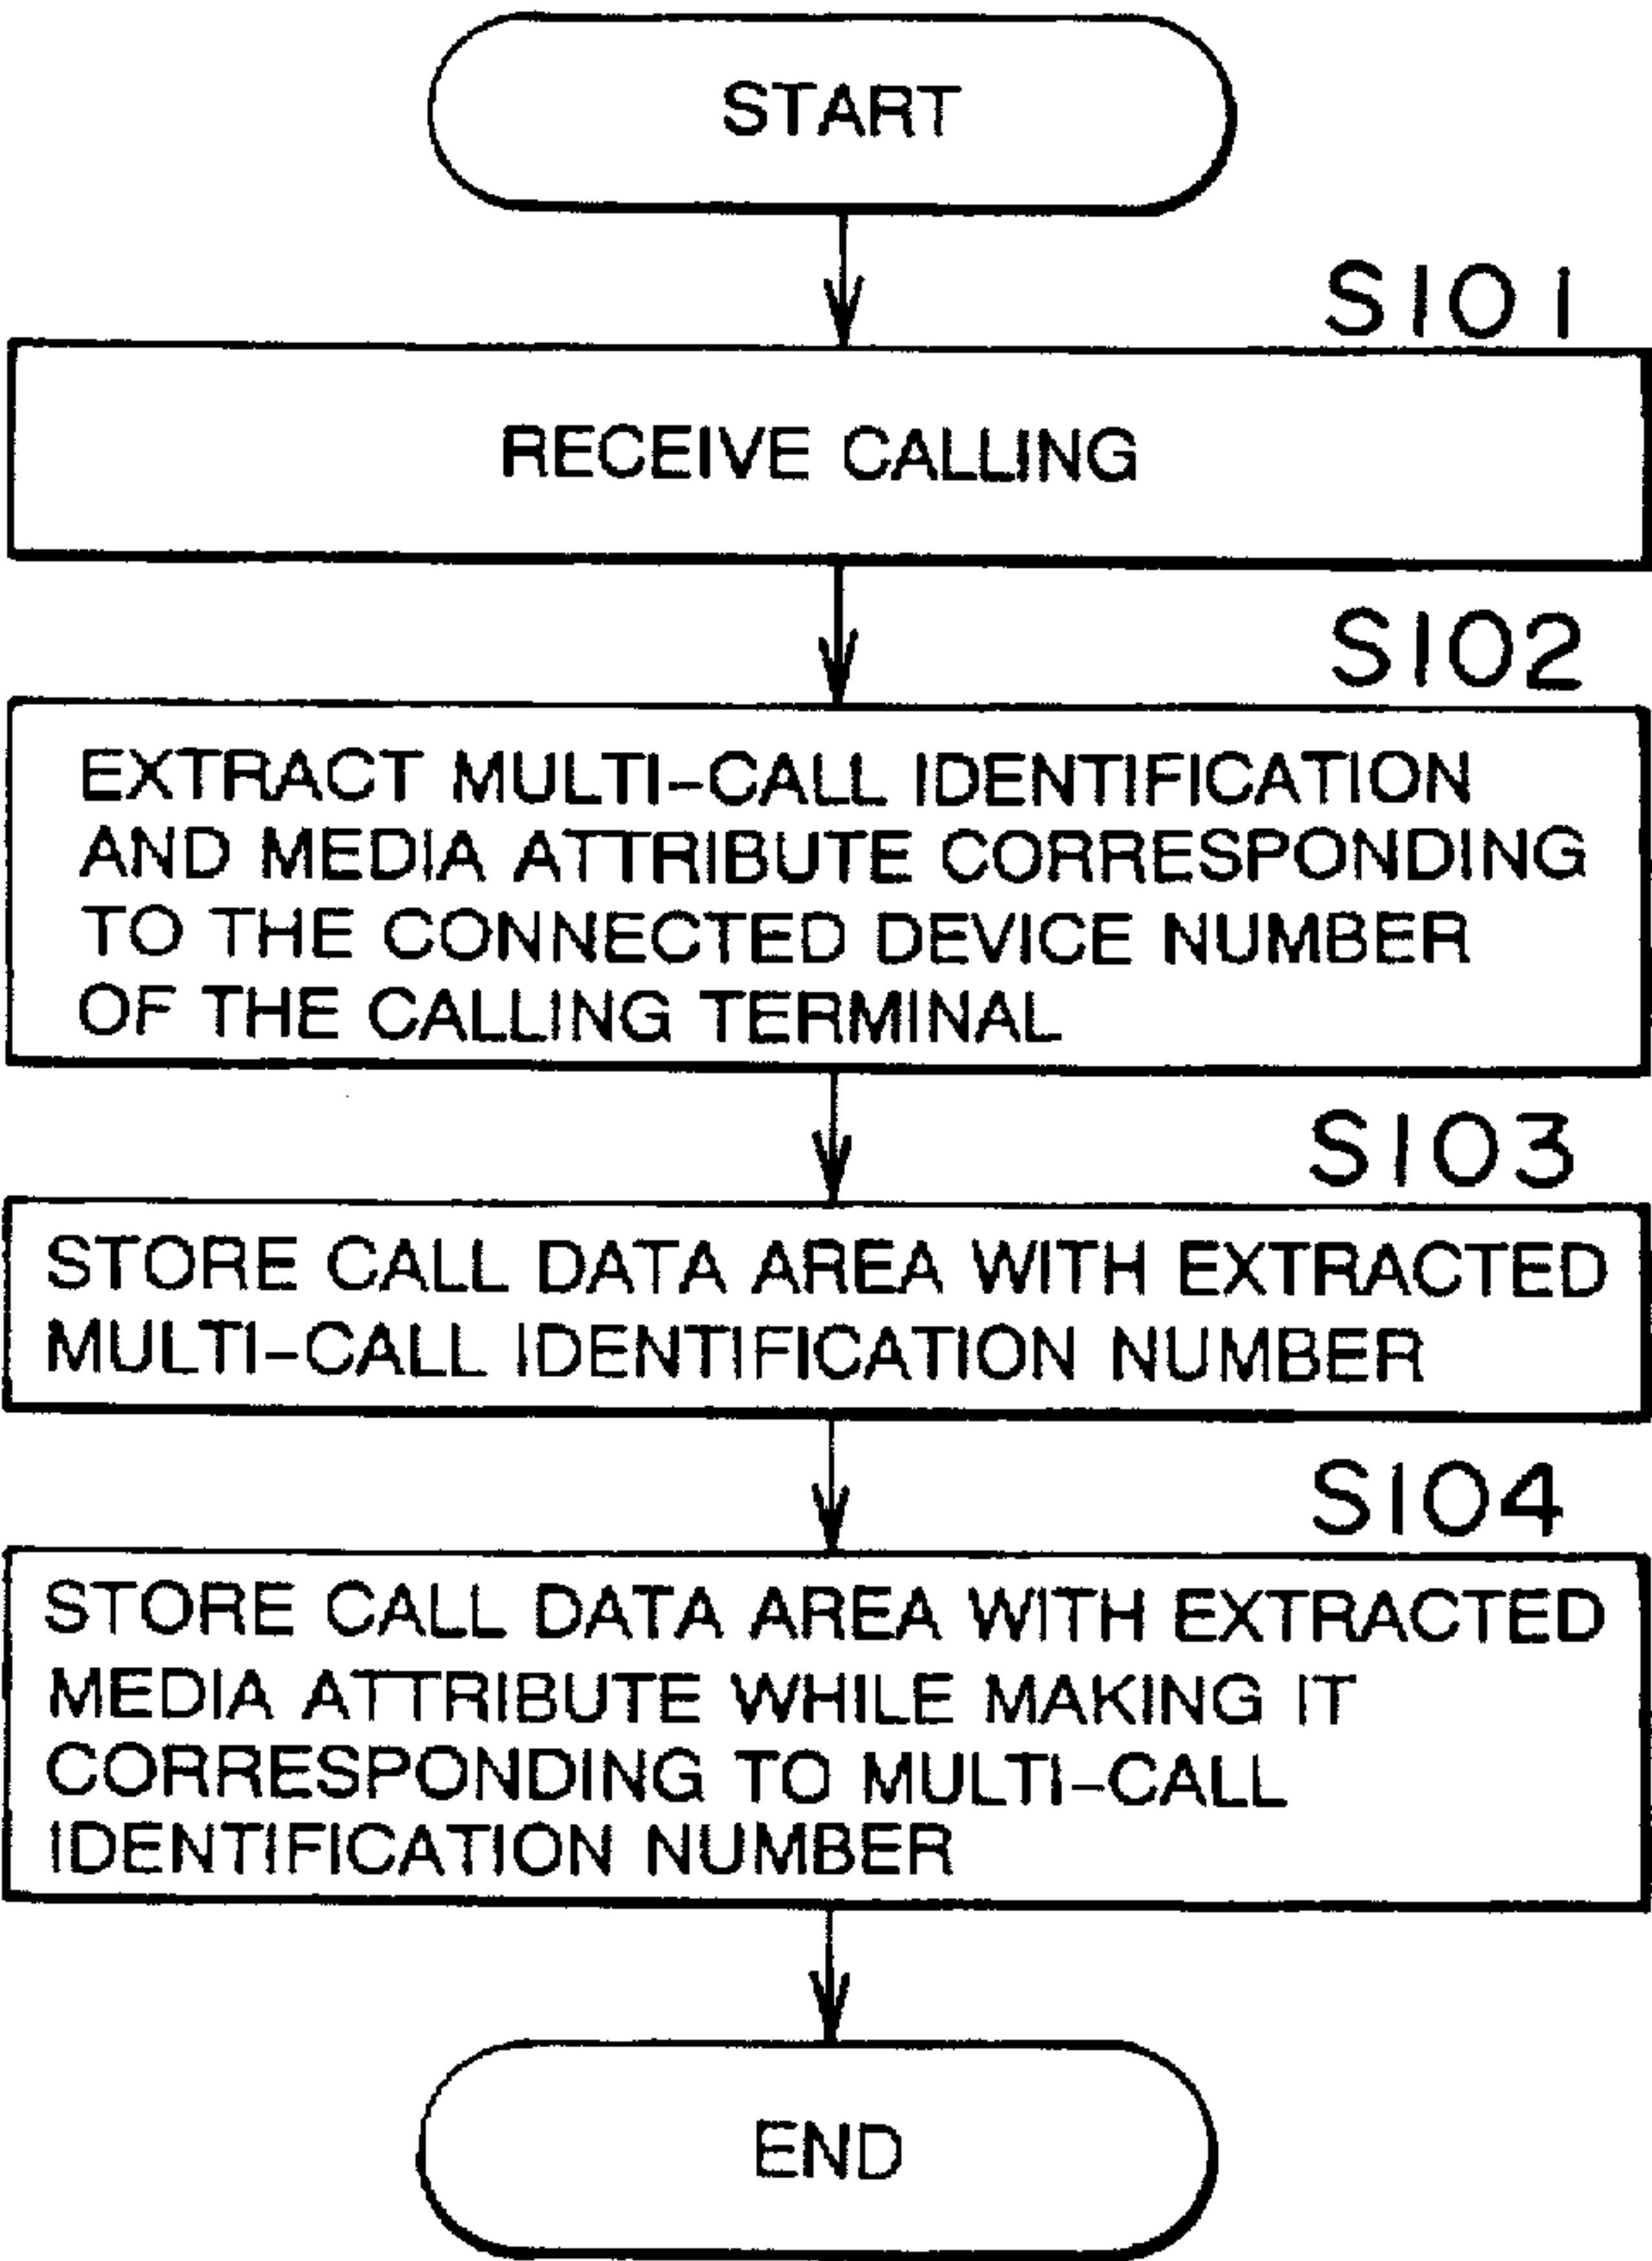 START
S101
RECEIVE CALLING
S102
EXTRACT MULTI-CALL IDENTIFICATION
AND MEDIA ATTRIBUTE CORRESPONDING
TO THE CONNECTED DEVICE NUMBER
OF THE CALLING TERMINAL
S103
STORE CALL DATA AREA WITH EXTRACTED
MULTI-CALL IDENTIFICATION NUMBER
S104
STORE CALL DATA AREA WITH EXTRACTED
MEDIA ATTRIBUTE WHILE MAKING IT
CORRESPONDING TO MULTI-CALL
IDENTIFICATION NUMBER
END